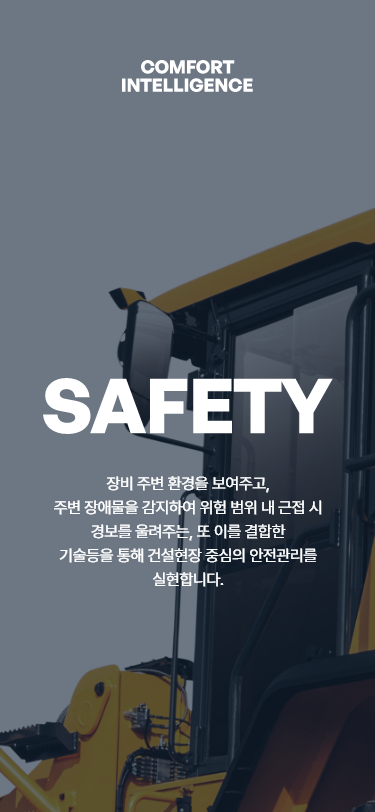 COMFORT
INTELLIGENCE
SAFETY
장비 주변 환경을 보여주고,
주변 장애물을 감지하여 위험 범위 내 근접 시
경보를 울려주는, 또 이를 결합한
기술등을 통해 건설현장 중심의 안전관리를
실현합니다.